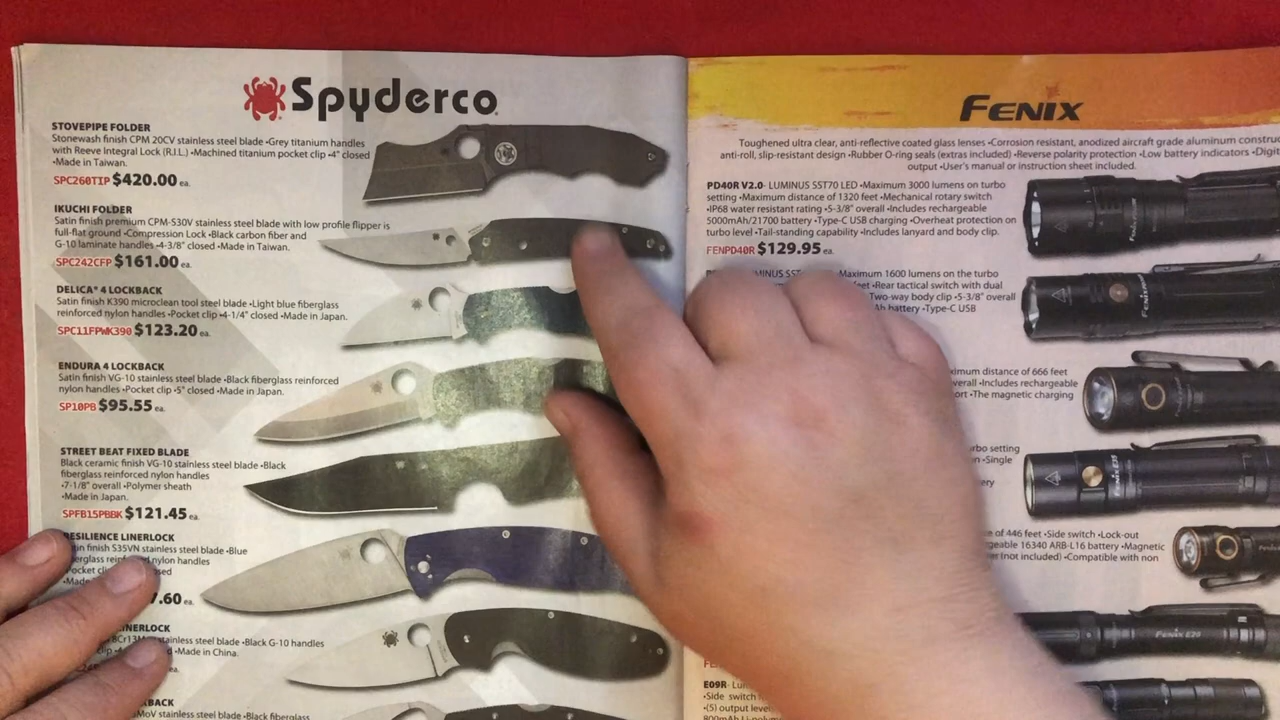 Spyderco
STOVEPIPE FOLDER
Stonewash finish CPM 20CV stainless steel blade •Grey titanium handles
with Reeve Integral Lock (R.I.L.) •Machined titanium pocket clip •4" closed
•Made in Taiwan.
SPC260TIP $420.00 ea.
IKUCHI FOLDER
Satin finish premium CPM-S30V stainless steel blade with low profile flipper is
full-flat ground •Compression Lock •Black carbon fiber and
G-10 laminate handles •4-3/8" closed •Made in Taiwan.
SPC242CFP $161.00 ea.
DELICA® 4 LOCKBACK
Satin finish K390 microclean tool steel blade •Light blue fiberglass
reinforced nylon handles •Pocket clip •4-1/4" closed •Made in Japan.
SPC11FPWK390 $123.20 ea.
ENDURA 4 LOCKBACK
Satin finish VG-10 stainless steel blade •Black fiberglass reinforced
nylon handles •Pocket clip •5" closed •Made in Japan.
SP10PB $95.55 ea.
STREET BEAT FIXED BLADE
Black ceramic finish VG-10 stainless steel blade •Black
fiberglass reinforced nylon handles
•7-1/8" overall •Polymer sheath
•Made in Japan.
SPFB15PBBK $121.45 ea.
RESILIENCE LINERLOCK
finish S35VN stainless steel blade •Blue
nylon handles
closed
7.60 ea.
LINERLOCK
stainless steel blade •Black G-10 handles
•Made in China.
ea.
stainless steel blade •Black fiberglass
FENIX
Toughened ultra clear, anti-reflective coated glass lenses •Corrosion resistant, anodized aircraft grade aluminum
anti-roll, slip-resistant design •Rubber O-ring seals (extras included) •Reverse polarity protection •Low battery indicators
output •User's manual or instruction sheet included.
PD40R V2.0- LUMINUS SST70 LED •Maximum 3000 lumens on turbo
setting •Maximum distance of 1320 feet •Mechanical rotary switch
•IP68 water resistant rating •5-3/8" overall •Includes rechargeable
5000mAh/21700 battery •Type-C USB charging •Overheat protection on
turbo level •Tail-standing capability •Includes lanyard and body clip.
FENPD40R $129.95 ea.
Maximum 1600 lumens on the turbo
•Rear tactical switch with dual
Two-way body clip •5-3/8" overall
battery •Type-C USB
distance of 666 feet
•Includes rechargeable
•The magnetic charging
setting
•Single
of 446 feet •Side switch •Lock-out
16340 ARB-L16 battery •Magnetic
(not included) •Compatible with non
E09R-
•Side switch
•(5) output